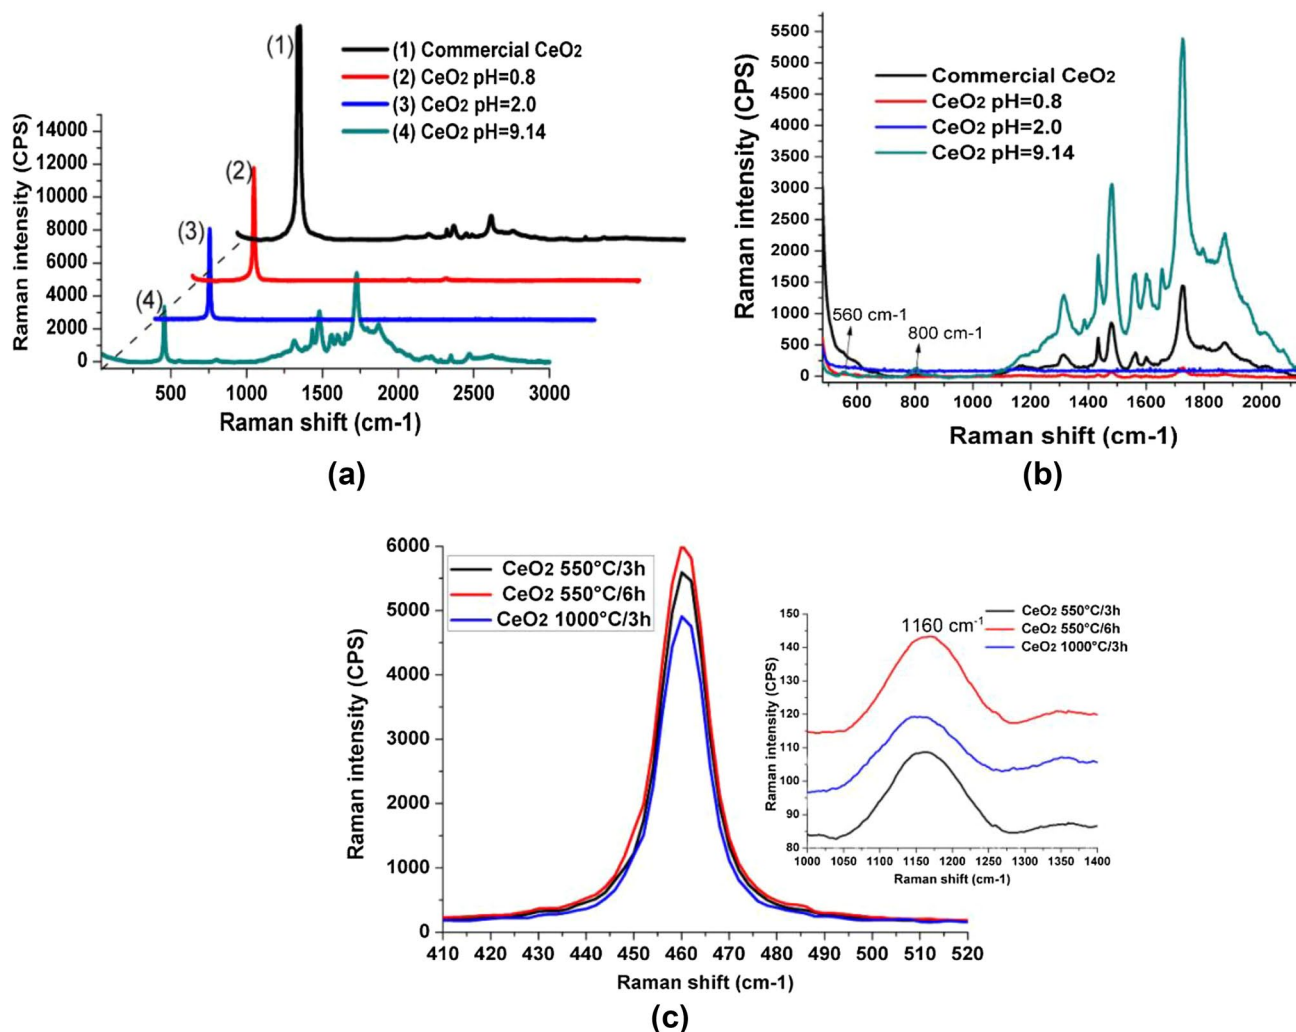 (1)
(1) Commercial CeO2
(2) CeO2 pH=0.8
(3) CeO2 pH=2.0
(4) CeO2 pH=9.14
(2)
(3)
(4)
14000
12000
10000
8000
6000
4000
2000
0
Raman intensity (CPS)
500 1000 1500 2000 2500 3000
Raman shift (cm-1)
(a)
Commercial CeO2
CeO2 pH=0.8
CeO2 pH=2.0
CeO2 pH=9.14
5500
5000
4500
4000
3500
3000
2500
2000
1500
1000
500
0
Raman intensity (CPS)
560 cm-1
800 cm-1
600 800 1000 1200 1400 1600 1800 2000
Raman shift (cm-1)
(b)
CeO2 550°C/3h
CeO2 550°C/6h
CeO2 1000°C/3h
6000
5000
4000
3000
2000
1000
0
Raman intensity (CPS)
410 420 430 440 450 460 470 480 490 500 510 520
Raman shift (cm-1)
CeO2 550°C/3h
CeO2 550°C/6h
CeO2 1000°C/3h
1160 cm-1
150
140
130
120
110
100
90
80
Raman intensity (CPS)
1000 1050 1100 1150 1200 1250 1300 1350 1400
Raman shift (cm-1)
(c)